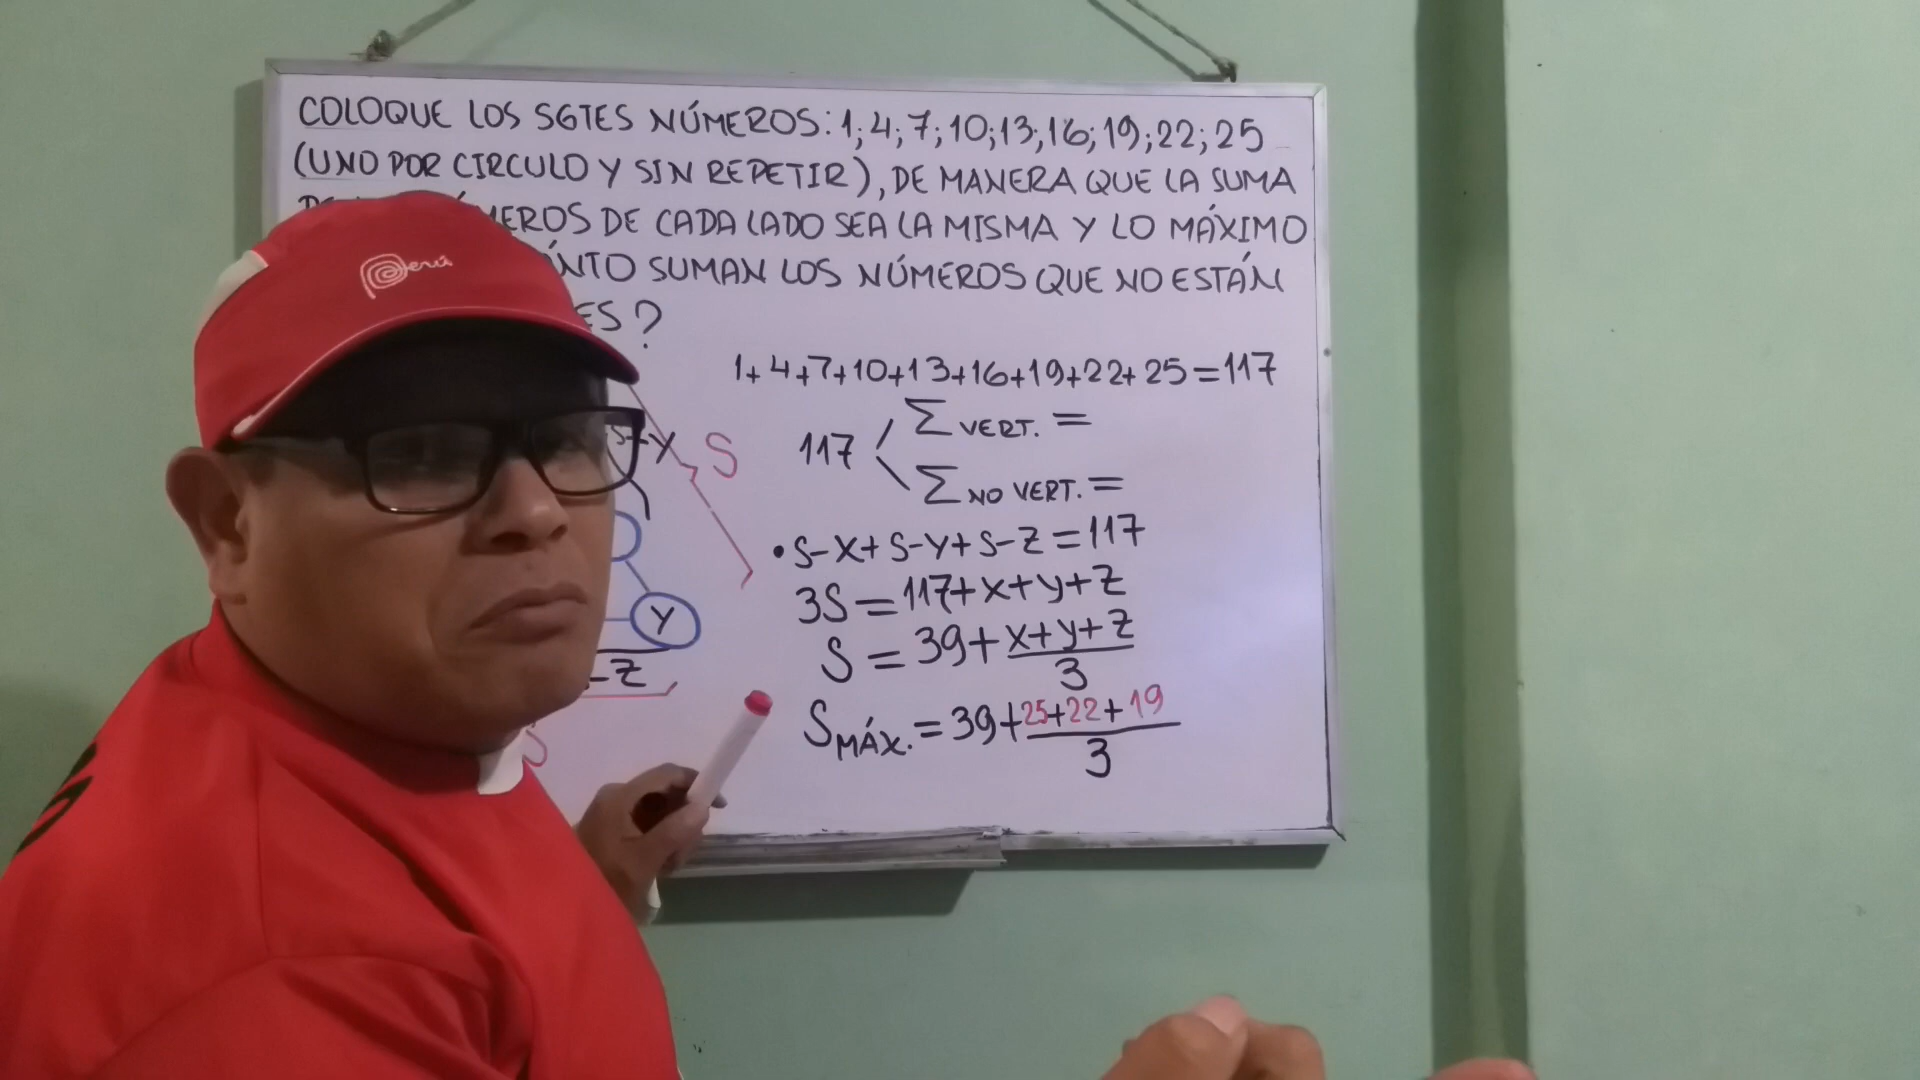 COLOQUE LOS SGTES NÚMEROS: 1; 4; 7; 10; 13; 16; 19; 22; 25
(UNO POR CIRCULO Y SIN REPETIR), DE MANERA QUE LA SUMA
DE CADA LADO SEA LA MISMA Y LO MÁXIMO
SUMAN LOS NÚMEROS QUE NO ESTÁN
?
Perú
1+4+7+10+13+16+19+22+25=117
117
Σ VERT. =
Σ NO VERT. =
S-Y
S
Y
-Z
• S-X+S-Y+S-Z=117
3S=117+X+Y+Z
S=39+X+Y+Z
3
SMÁX.=39+25+22+19
3